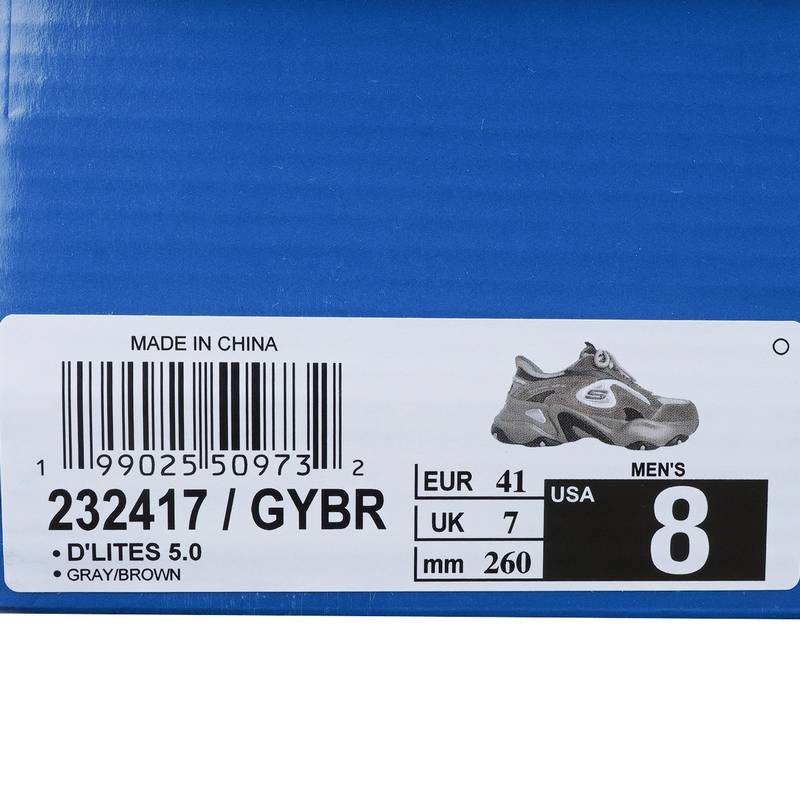 MADE IN CHINA
1 99025 50973 2
232417 / GYBR
• D'LITES 5.0
• GRAY/BROWN
EUR 41
UK 7
mm 260
MEN'S
USA 8
S